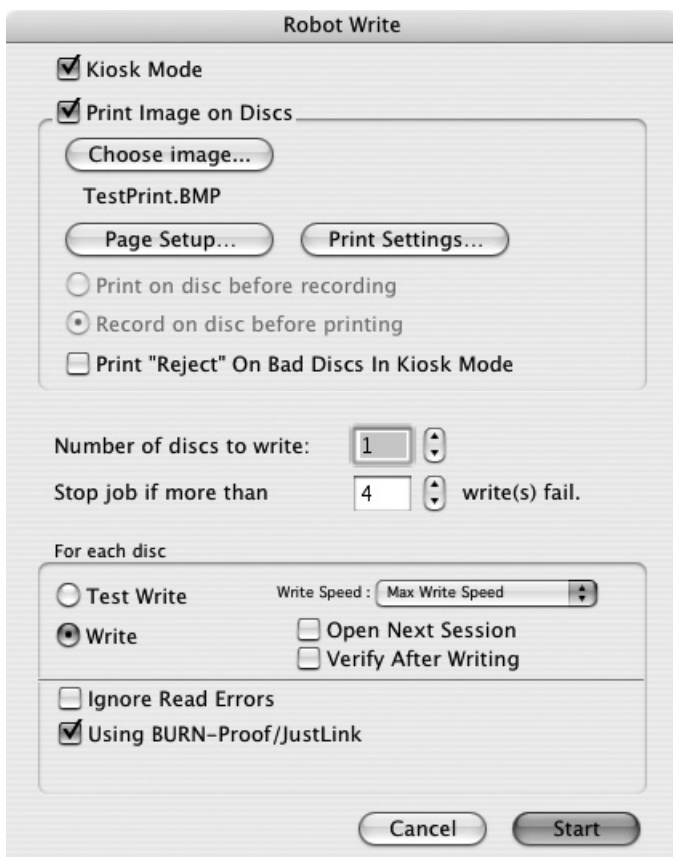 Robot Write
Kiosk Mode
Print Image on Discs
Choose image...
TestPrint.BMP
Page Setup... Print Settings...
Print on disc before recording
Record on disc before printing
Print "Reject" On Bad Discs In Kiosk Mode
Number of discs to write: 1
Stop job if more than 4 write(s) fail.
For each disc
Test Write Write Speed : Max Write Speed
Write Open Next Session
Verify After Writing
Ignore Read Errors
Using BURN-Proof/JustLink
Cancel Start